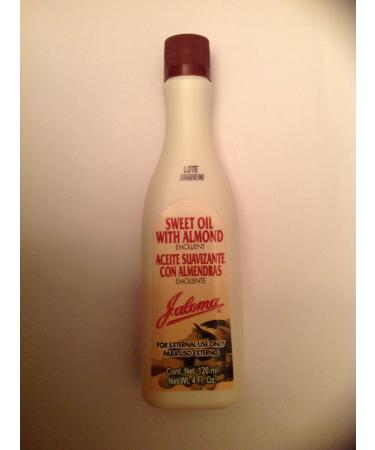 LOTE
1060890
SWEET OIL
WITH ALMOND
EMOLLIENT
ACEITE SUAVIZANTE
CON ALMENDRAS
EMOLIENTE
Jaloma
®
FOR EXTERNAL USE ONLY
PARA USO EXTERNO
Cont. Net. 120 ml
Net Wt. 4 Fl. Oz.